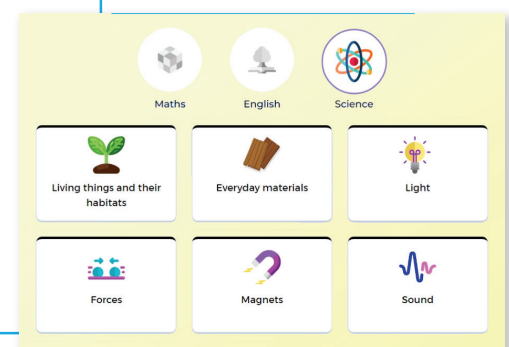 Maths English Science
Living things and their
habitats
Everyday materials
Light
Forces
Magnets
Sound